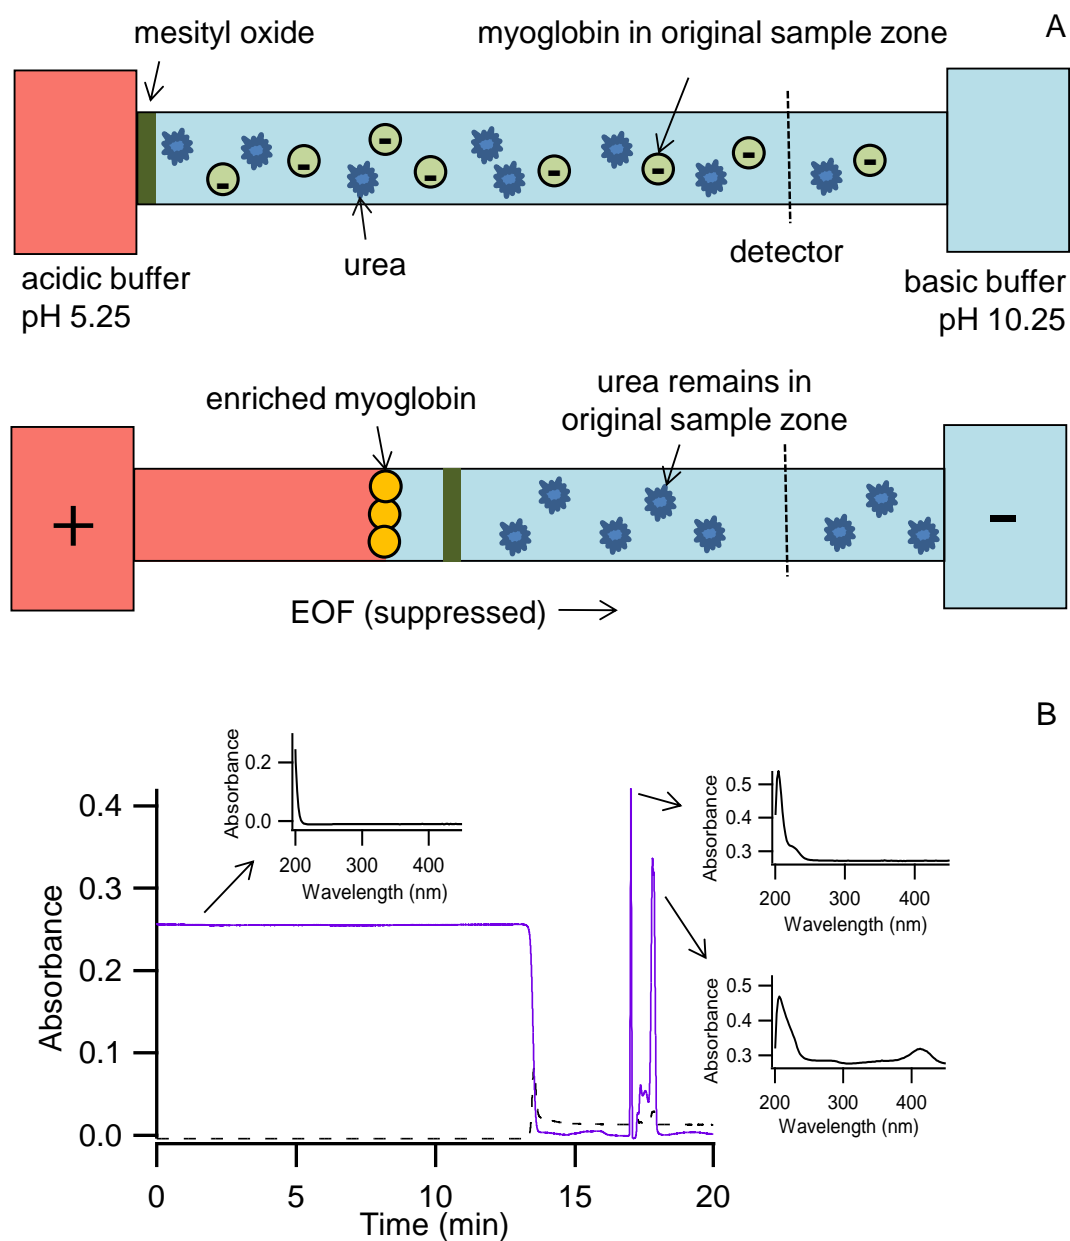 mesityl oxide
myoglobin in original sample zone
A
-
-
-
-
-
-
-
-
urea
detector
acidic buffer
pH 5.25
basic buffer
pH 10.25
enriched myoglobin
urea remains in
original sample zone
+
-
EOF (suppressed)
B
Absorbance
0.2
0.0
200
300
400
Wavelength (nm)
Absorbance
0.5
0.4
0.3
200
300
400
Wavelength (nm)
Absorbance
0.5
0.4
0.3
200
300
400
Wavelength (nm)
Absorbance
0.4
0.3
0.2
0.1
0.0
0
5
10
15
20
Time (min)